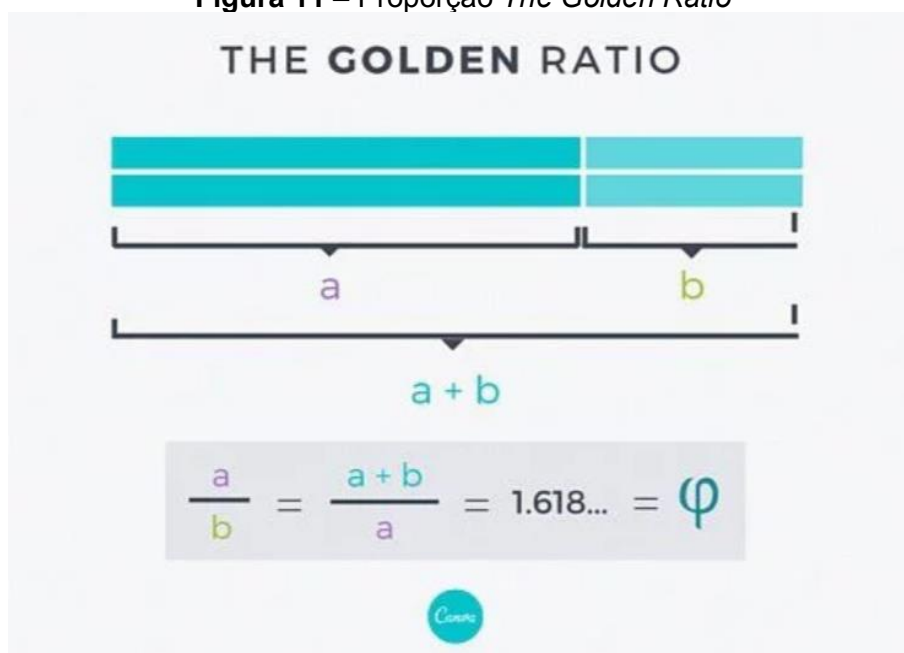 Figura 11 – Proporção The Golden Ratio
THE GOLDEN RATIO
a
b
a + b
a/b = a + b/a = 1.618... = φ
Canva